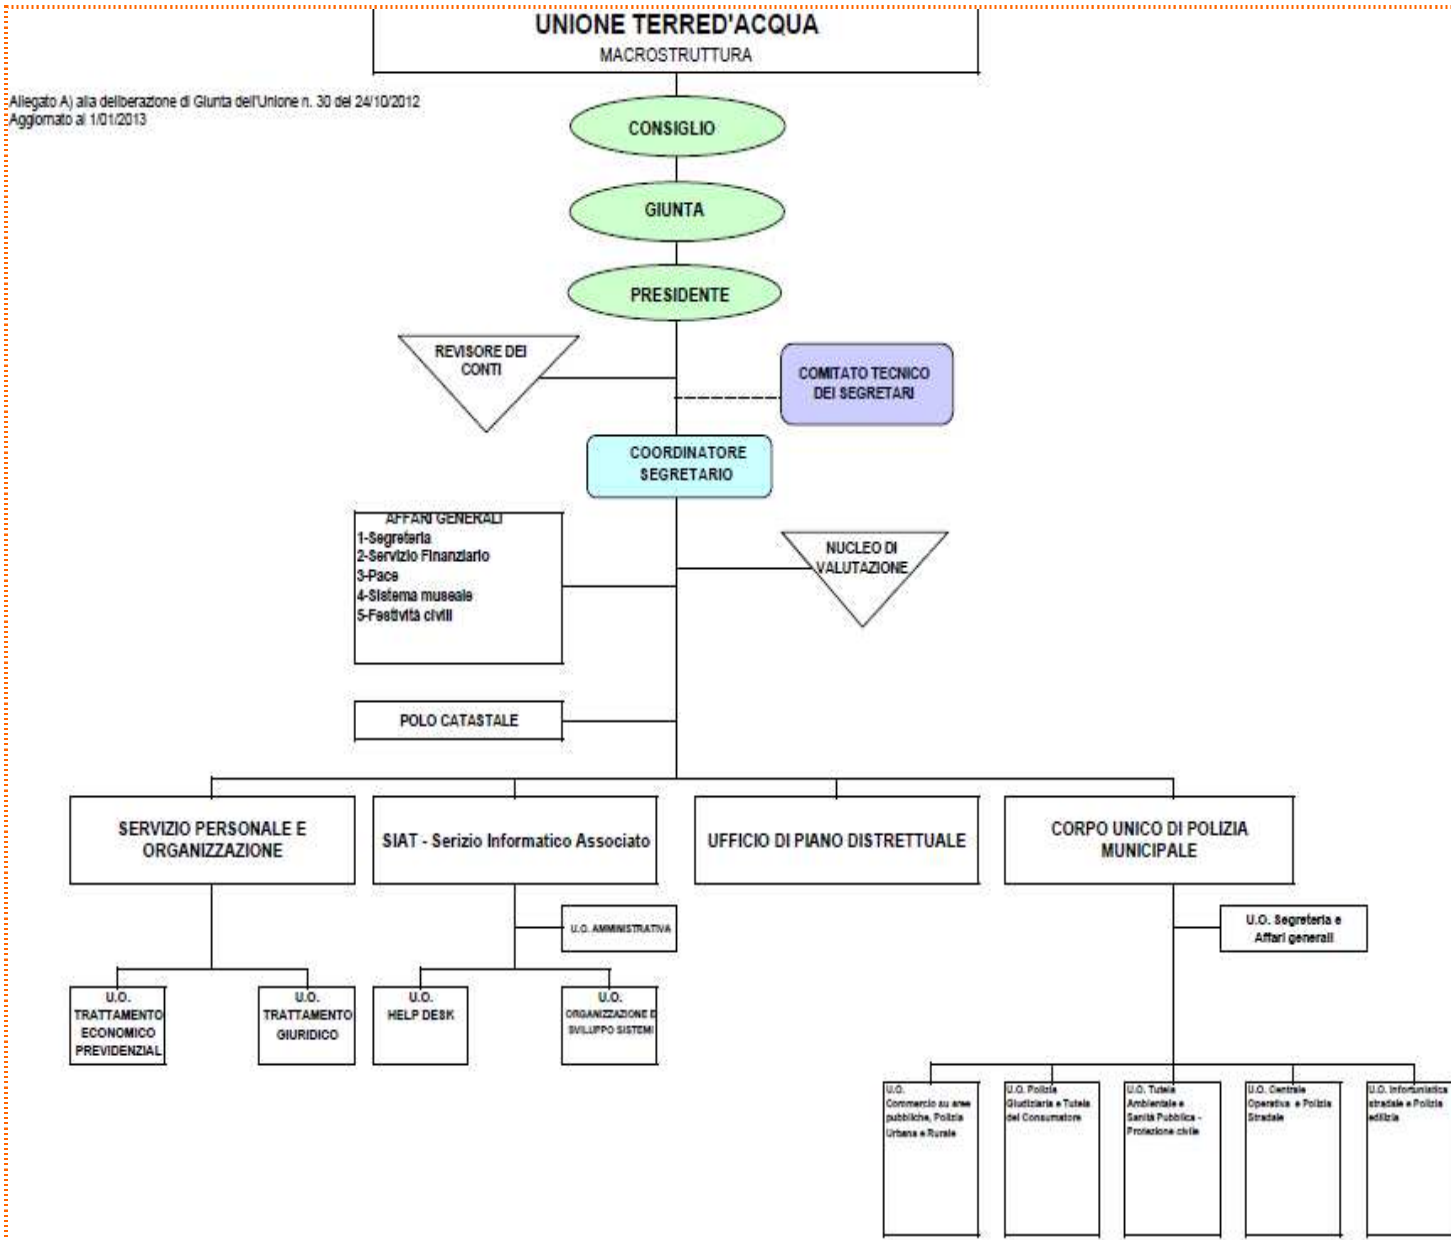 UNIONE TERRED'ACQUA
MACROSTRUTTURA
Allegato A) alla deliberazione di Giunta dell'Unione n. 30 del 24/10/2012
Aggiornato al 1/01/2013
CONSIGLIO
GIUNTA
PRESIDENTE
REVISORE DEI
CONTI
COMITATO TECNICO
DEI SEGRETARI
COORDINATORE
SEGRETARIO
AFFARI GENERALI
1-Segreteria
2-Servizio Finanziario
3-Pace
4-Sistema museale
5-Festività civili
NUCLEO DI
VALUTAZIONE
POLO CATASTALE
SERVIZIO PERSONALE E
ORGANIZZAZIONE
SIAT - Serizio Informatico Associato
UFFICIO DI PIANO DISTRETTUALE
CORPO UNICO DI POLIZIA
MUNICIPALE
U.O. AMMINISTRATIVA
U.O. Segreteria e
Affari generali
U.O.
TRATTAMENTO
ECONOMICO
PREVIDENZIAL
U.O.
TRATTAMENTO
GIURIDICO
U.O.
HELP DESK
U.O.
ORGANIZZAZIONE E
SVILUPPO SISTEMI
U.O.
Commercio su aree
pubbliche, Polizia
Urbana e Rurale
U.O. Polizia
Giudiziaria e Tutela
del Consumatore
U.O. Tutela
Ambientale e
Sanità Pubblica -
Protezione civile
U.O. Centrale
Operativa e Polizia
Stradale
U.O. Infortunistica
stradale e Polizia
edilizia